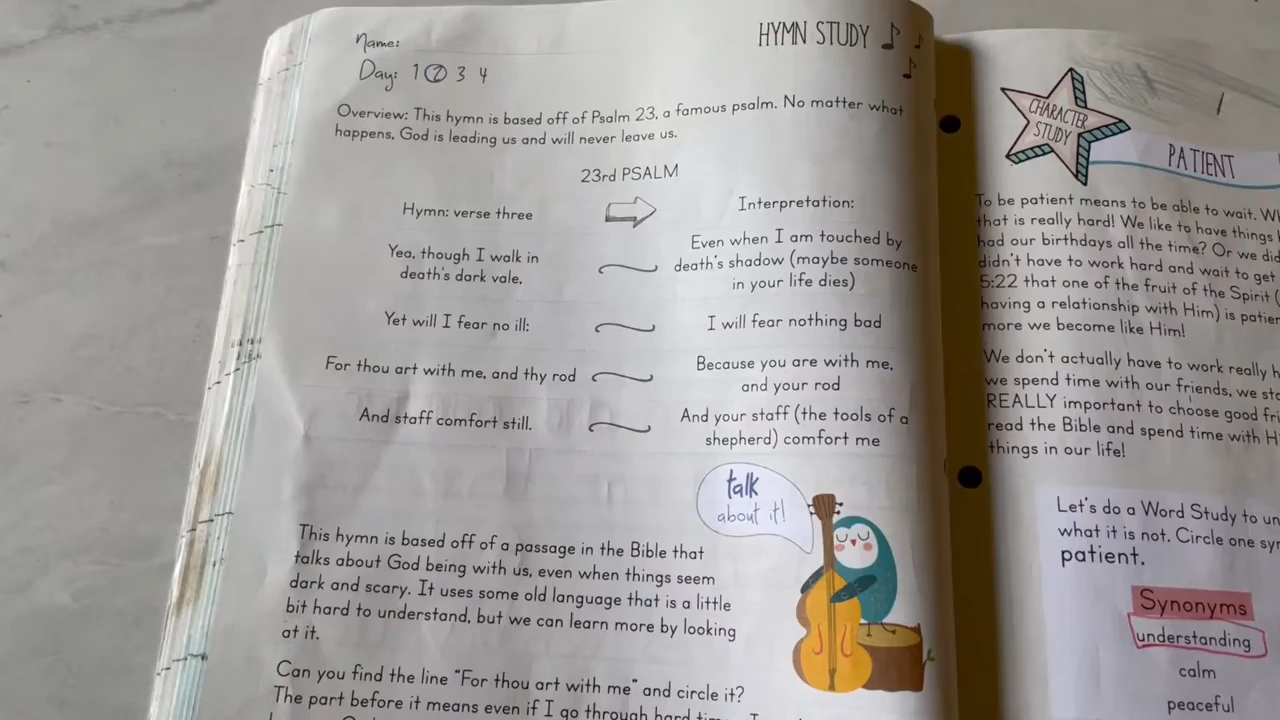 HYMN STUDY
Name:
Day: 1 2 3 4
Overview: This hymn is based off of Psalm 23, a famous psalm. No matter what
happens, God is leading us and will never leave us.
23rd PSALM
Hymn: verse three
Interpretation:
Yea, though I walk in
death's dark vale,
Even when I am touched by
death's shadow (maybe someone
in your life dies)
Yet will I fear no ill:
I will fear nothing bad
For thou art with me, and thy rod
Because you are with me,
and your rod
And staff comfort still.
And your staff (the tools of a
shepherd) comfort me
talk
about it!
This hymn is based off of a passage in the Bible that
talks about God being with us, even when things seem
dark and scary. It uses some old language that is a little
bit hard to understand, but we can learn more by looking
at it.
Can you find the line "For thou art with me" and circle it?
The part before it means even if I go through hard
CHARACTER
STUDY
PATIENT
To be patient means to be able to wait.
that is really hard! We like to have things
had our birthdays all the time? Or we
didn't have to work hard and wait to get
5:22 that one of the fruit of the Spirit (
having a relationship with Him) is
more we become like Him!
We don't actually have to work really
we spend time with our friends, we
REALLY important to choose good
read the Bible and spend time with
things in our life!
Let's do a Word Study to
what it is not. Circle one
patient.
Synonyms
understanding
calm
peaceful